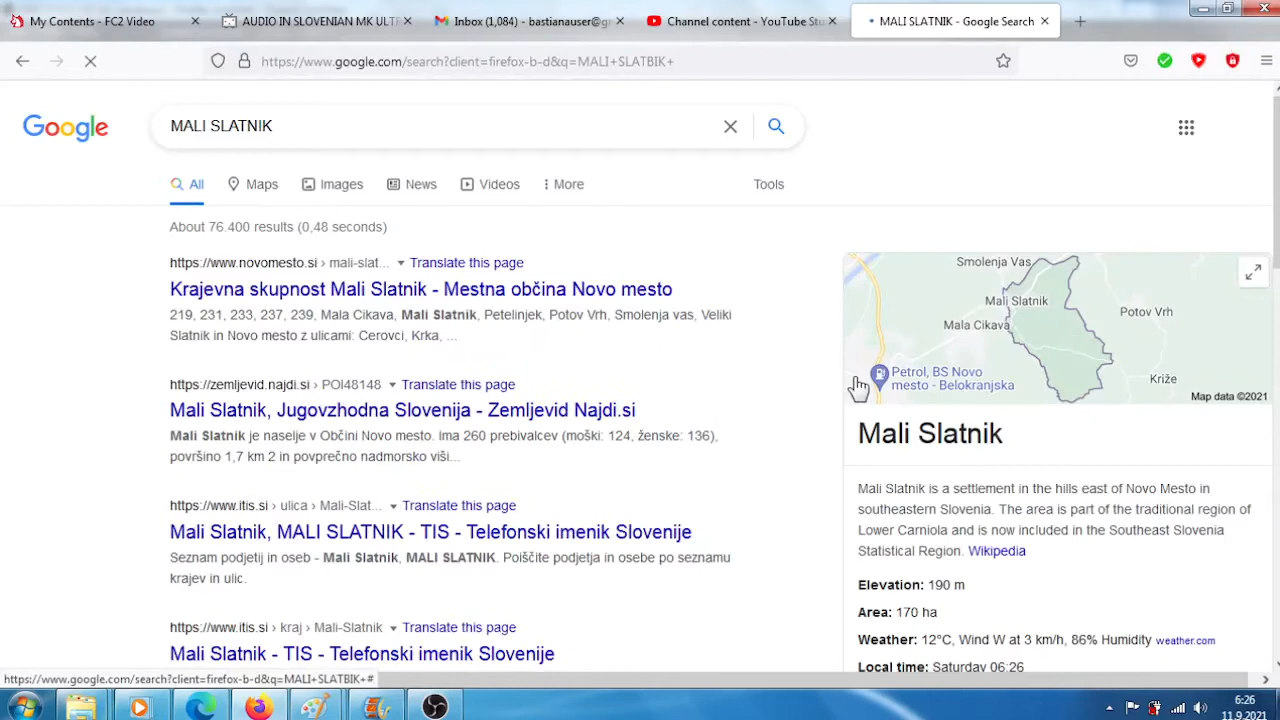 My Contents - FC2 Video
AUDIO IN SLOVENIAN MK ULTR
Inbox (1,084) - bastianauser@gr
Channel content - YouTube Stu
MALI SLATNIK - Google Search
https://www.google.com/search?client=firefox-b-d&q=MALI+SLATBIK+
Google
MALI SLATNIK
All
Maps
Images
News
Videos
More
Tools
About 76.400 results (0,48 seconds)
https://www.novomesto.si › mali-slat... Translate this page
Krajevna skupnost Mali Slatnik - Mestna občina Novo mesto
219, 231, 233, 237, 239, Mala Cikava, Mali Slatnik, Petelinjek, Potov Vrh, Smolenja vas, Veliki
Slatnik in Novo mesto z ulicami: Cerovci, Krka, ...
https://zemljevid.najdi.si › POI48148 Translate this page
Mali Slatnik, Jugovzhodna Slovenija - Zemljevid Najdi.si
Mali Slatnik je naselje v Občini Novo mesto. Ima 260 prebivalcev (moški: 124, ženske: 136),
površino 1,7 km 2 in povprečno nadmorsko viši...
https://www.itis.si › ulica › Mali-Slat... Translate this page
Mali Slatnik, MALI SLATNIK - TIS - Telefonski imenik Slovenije
Seznam podjetij in oseb - Mali Slatnik, MALI SLATNIK. Poiščite podjetja in osebe po seznamu
krajev in ulic.
https://www.itis.si › kraj › Mali-Slatnik Translate this page
Mali Slatnik - TIS - Telefonski imenik Slovenije
Smolenja Vas
Mali Slatnik
Mala Cikava
Potov Vrh
Petrol, BS Novo
mesto - Belokranjska
Križe
Map data ©2021
Mali Slatnik
Mali Slatnik is a settlement in the hills east of Novo Mesto in
southeastern Slovenia. The area is part of the traditional region of
Lower Carniola and is now included in the Southeast Slovenia
Statistical Region. Wikipedia
Elevation: 190 m
Area: 170 ha
Weather: 12°C, Wind W at 3 km/h, 86% Humidity weather.com
Local time: Saturday 06:26
https://www.google.com/search?client=firefox-b-d&q=MALI+SLATBIK+#
6:26
11.9.2021